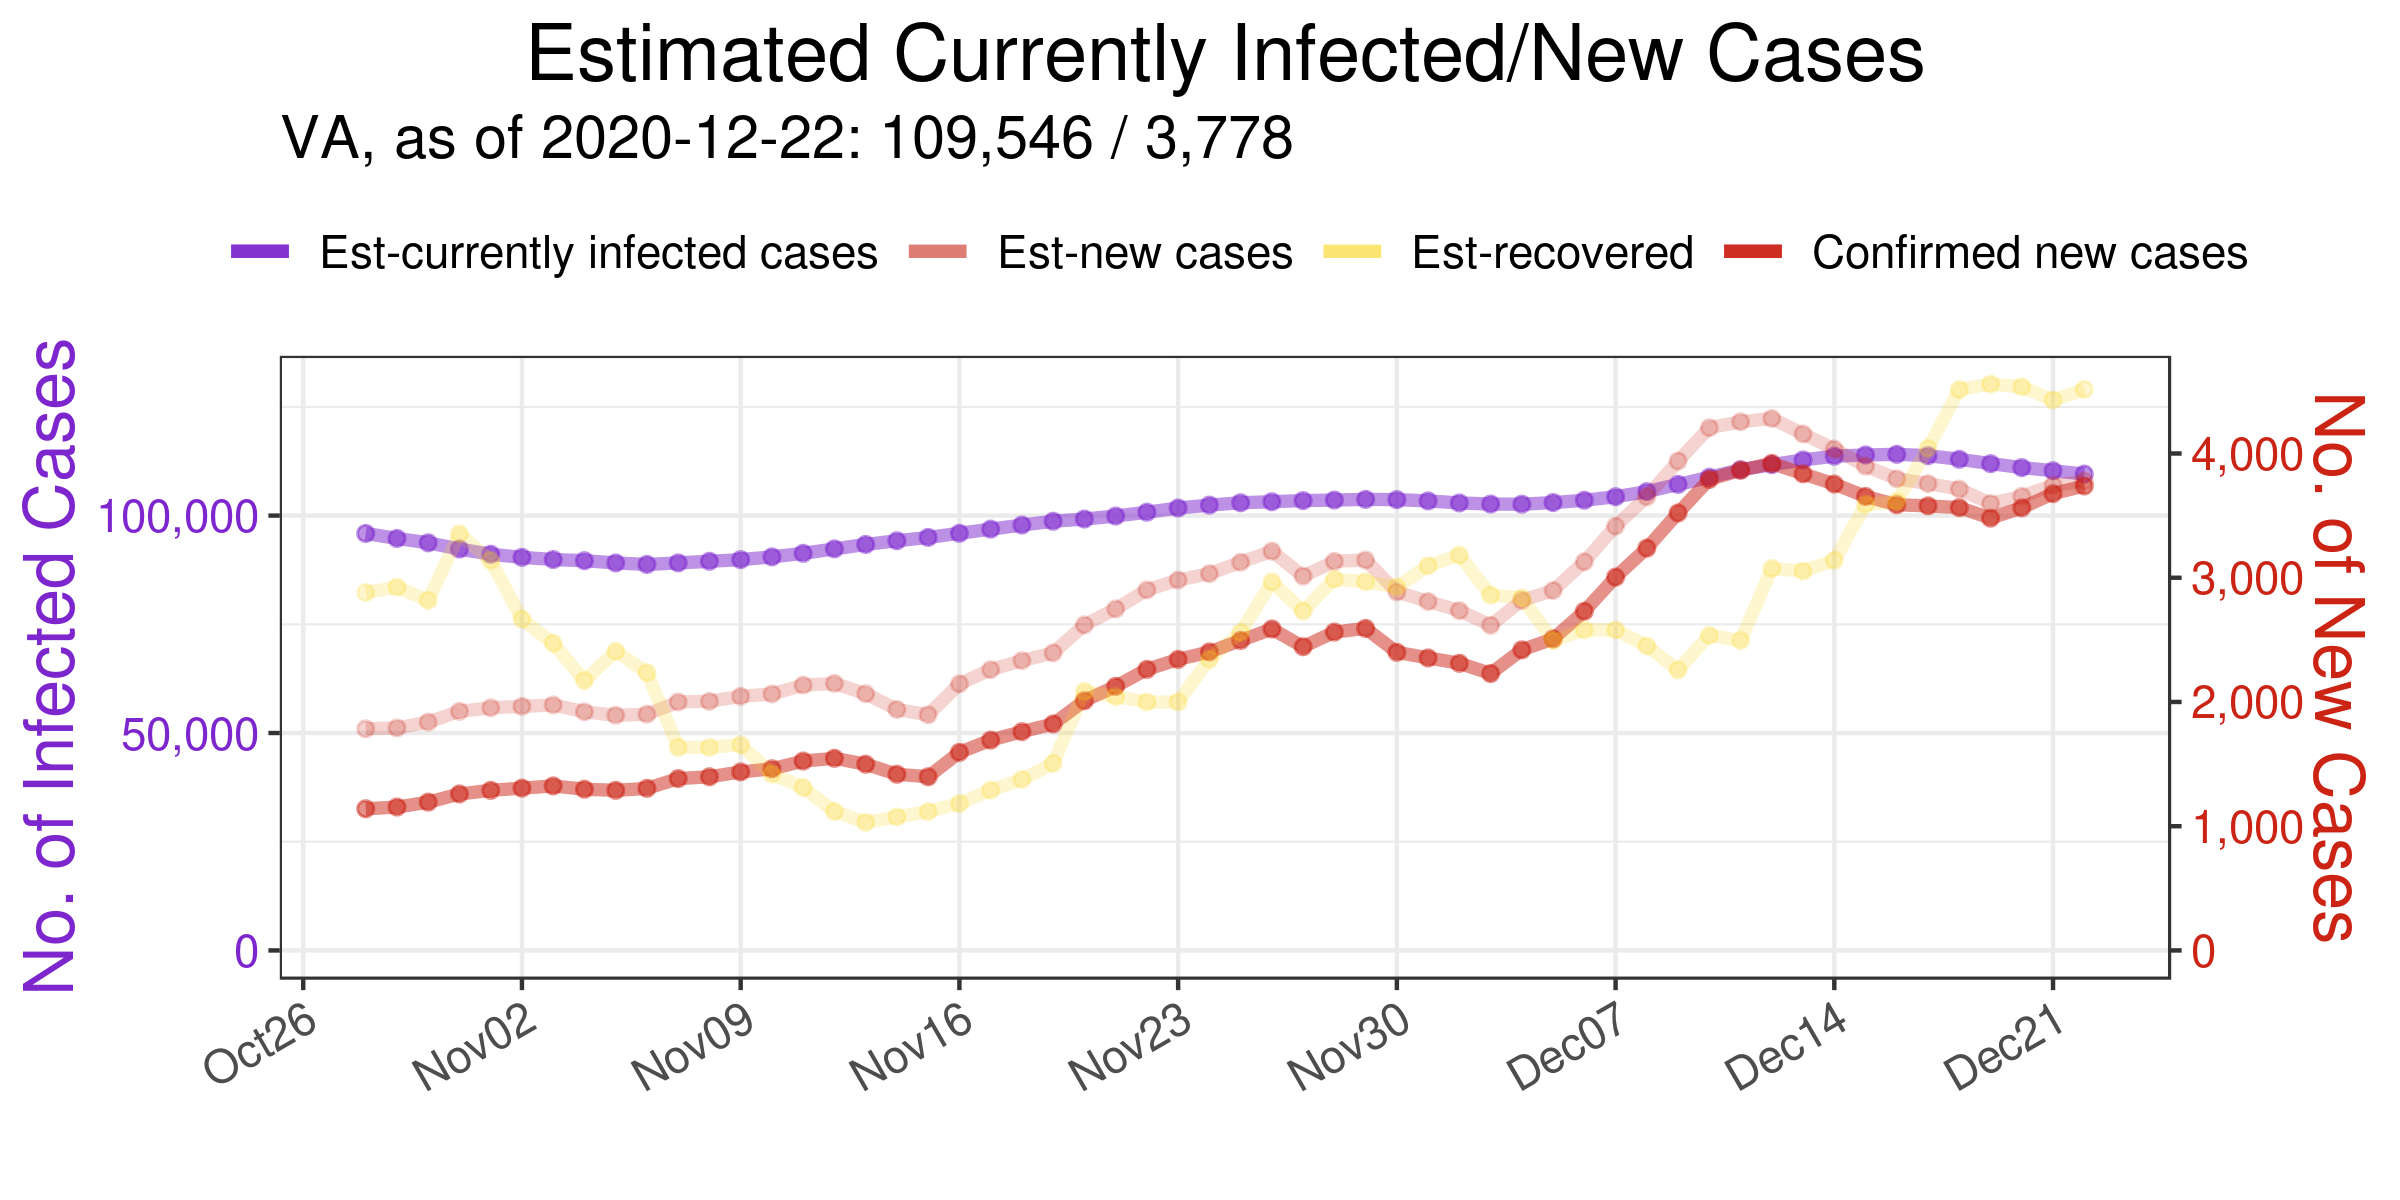 Estimated Currently Infected/New Cases
VA, as of 2020-12-22: 109,546 / 3,778
Est-currently infected cases Est-new cases Est-recovered Confirmed new cases
No. of Infected Cases
100,000
50,000
0
4,000
3,000
2,000
1,000
0
No. of New Cases
Oct26 Nov02 Nov09 Nov16 Nov23 Nov30 Dec07 Dec14 Dec21